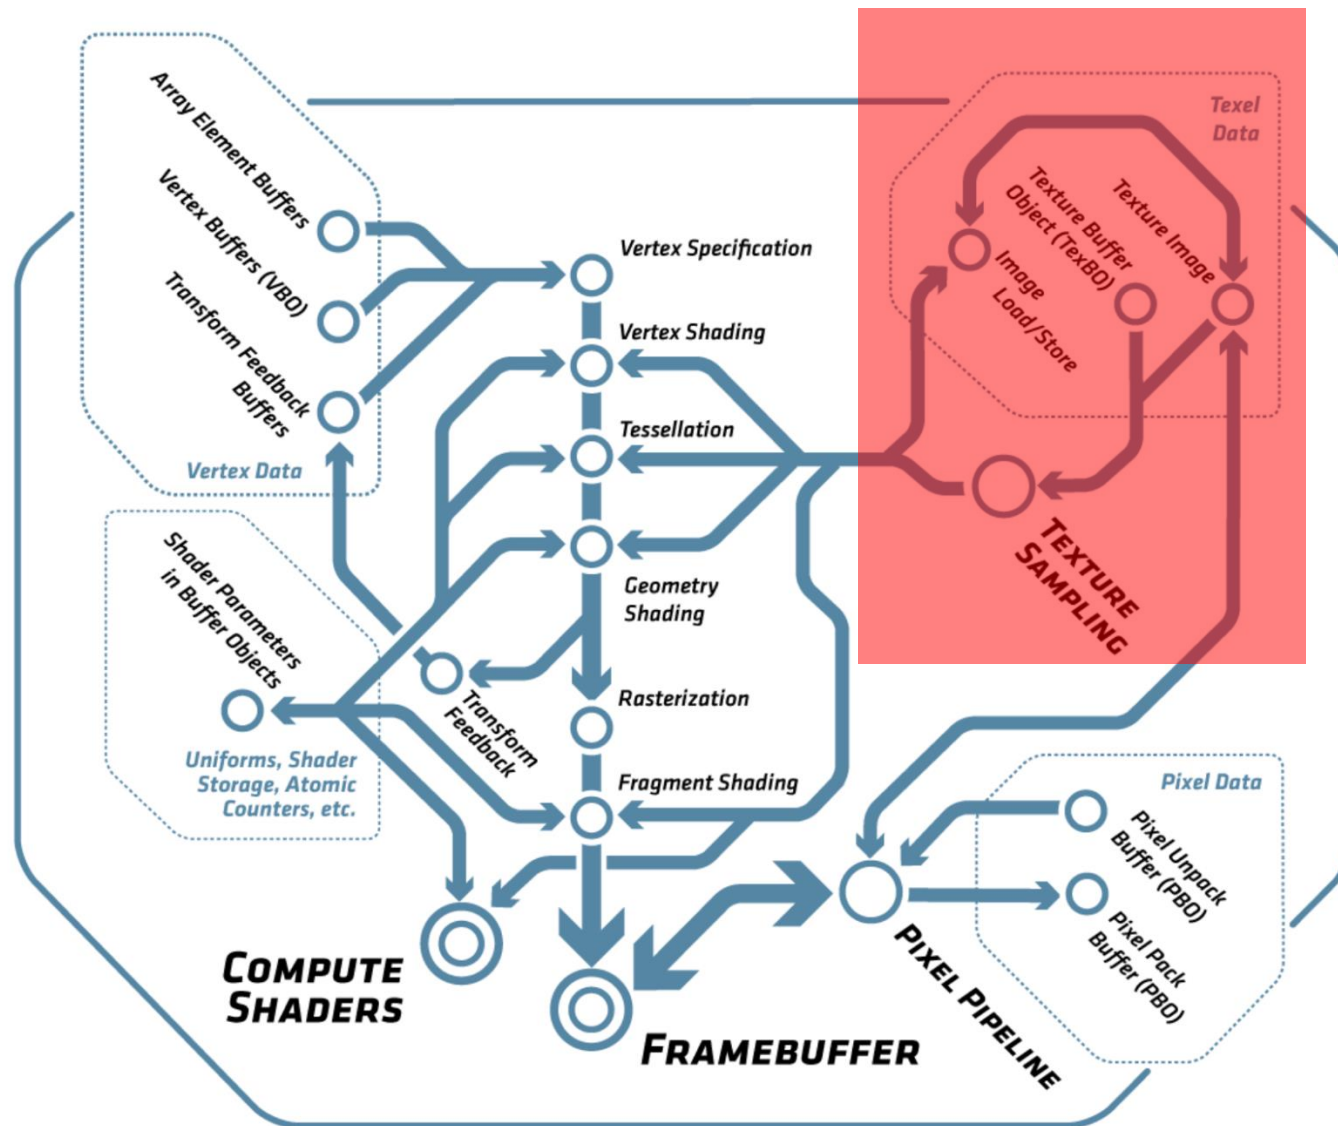 Array Element Buffers
Vertex Buffers (VBO)
Transform Feedback
Buffers
Vertex Data
Shader Parameters
in Buffer Objects
Uniforms, Shader
Storage, Atomic
Counters, etc.
Vertex Specification
Vertex Shading
Tessellation
Geometry
Shading
Transform
Feedback
Rasterization
Fragment Shading
Texel
Data
Texture Image
Texture Buffer
Object (TexBO)
Image
Load/Store
TEXTURE
SAMPLING
Pixel Data
Pixel Unpack
Buffer (PBO)
Pixel Pack
Buffer (PBO)
PIXEL PIPELINE
COMPUTE
SHADERS
FRAMEBUFFER